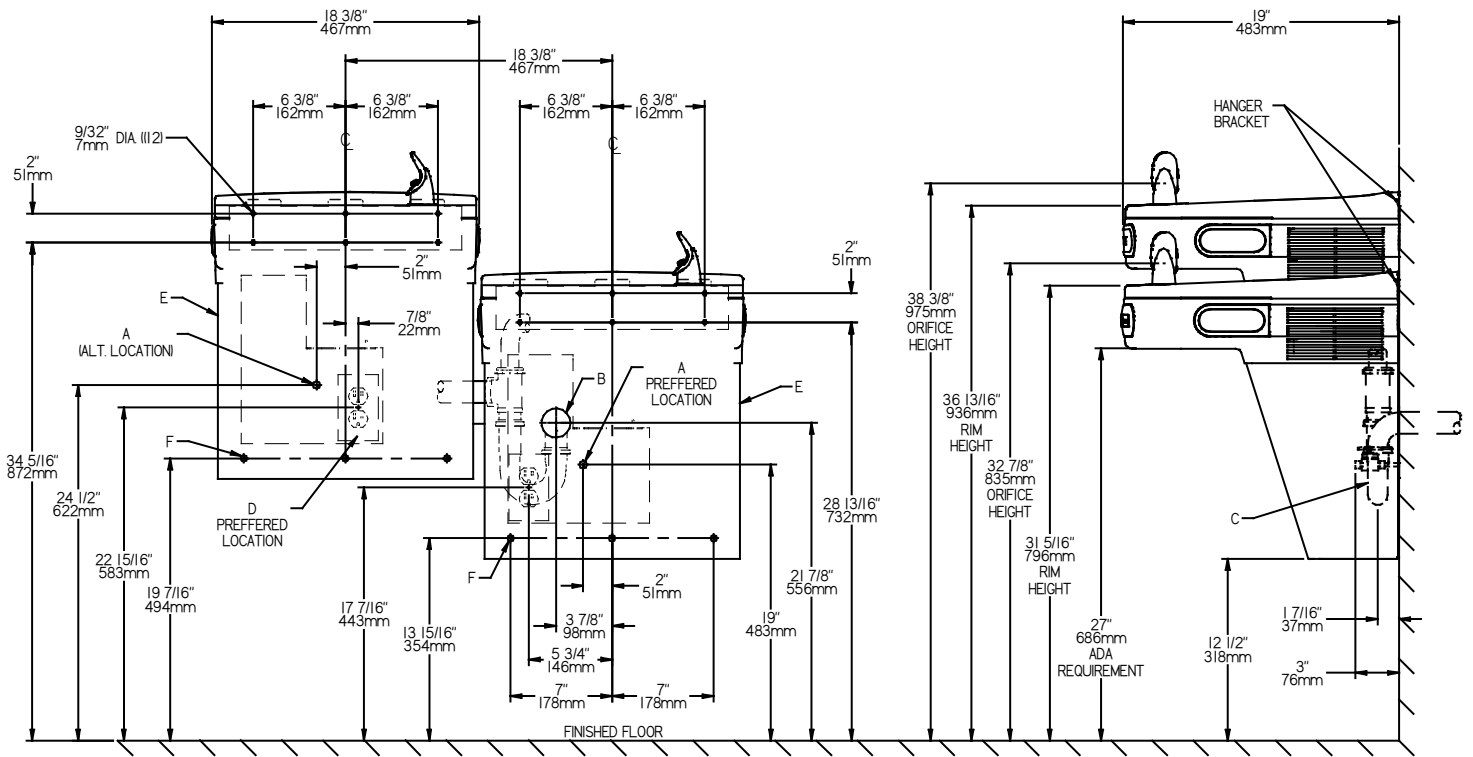 18 3/8"
467mm
18 3/8"
467mm
6 3/8"
162mm
6 3/8"
162mm
6 3/8"
162mm
6 3/8"
162mm
9/32" DIA. (112)
7mm
2"
51mm
C
C
2"
51mm
7/8"
22mm
E
A
(ALT. LOCATION)
F
D
PREFFERED
LOCATION
34 5/16"
872mm
24 1/2"
622mm
22 15/16"
583mm
19 7/16"
494mm
2"
51mm
B
A
PREFFERED
LOCATION
E
F
17 7/16"
443mm
13 15/16"
354mm
2"
51mm
3 7/8"
98mm
5 3/4"
146mm
7"
178mm
7"
178mm
19"
483mm
21 7/8"
556mm
28 13/16"
732mm
FINISHED FLOOR
19"
483mm
HANGER
BRACKET
38 3/8"
975mm
ORIFICE
HEIGHT
36 13/16"
936mm
RIM
HEIGHT
32 7/8"
835mm
ORIFICE
HEIGHT
31 5/16"
796mm
RIM
HEIGHT
27"
686mm
ADA
REQUIREMENT
C
12 1/2"
318mm
1 7/16"
37mm
3"
76mm